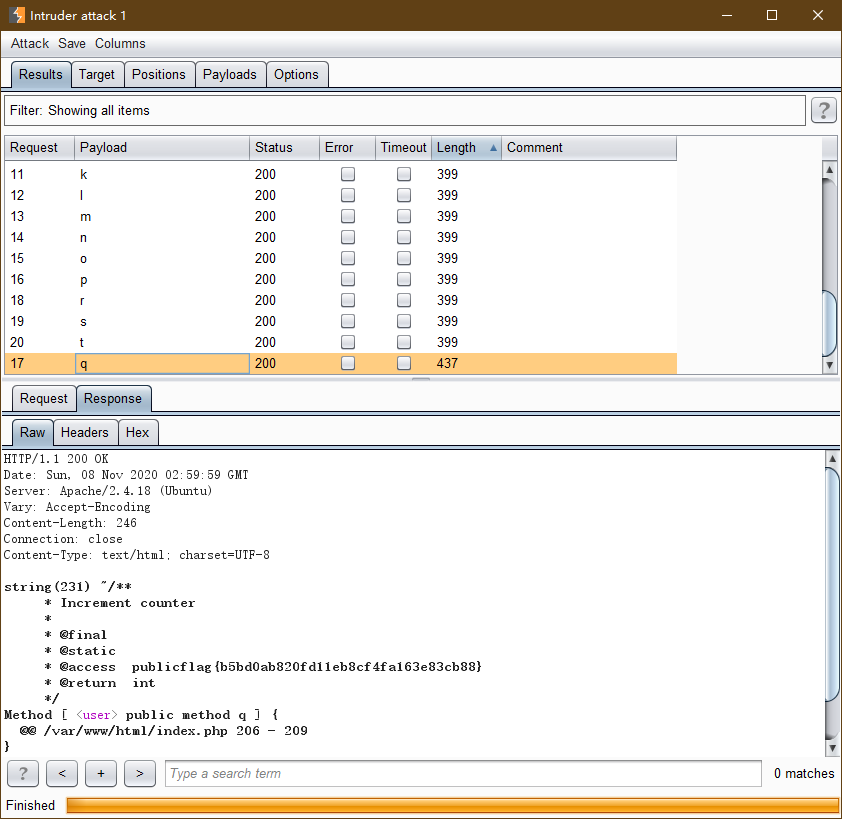 Intruder attack 1
Attack Save Columns
Results Target Positions Payloads Options
Filter: Showing all items ?
Request Payload Status Error Timeout Length Comment
11 k 200 399
12 l 200 399
13 m 200 399
14 n 200 399
15 o 200 399
16 p 200 399
18 r 200 399
19 s 200 399
20 t 200 399
17 q 200 437
Request Response
Raw Headers Hex
HTTP/1.1 200 OK
Date: Sun, 08 Nov 2020 02:59:59 GMT
Server: Apache/2.4.18 (Ubuntu)
Vary: Accept-Encoding
Content-Length: 246
Connection: close
Content-Type: text/html; charset=UTF-8
string(231) "/**
* Increment counter
*
* @final
* @static
* @access publicflag{b5bd0ab820fd11eb8cf4fa163e83cb88}
* @return int
*/
Method [ <user> public method q ] {
@@ /var/www/html/index.php 206 - 209
}
? < + > Type a search term 0 matches
Finished